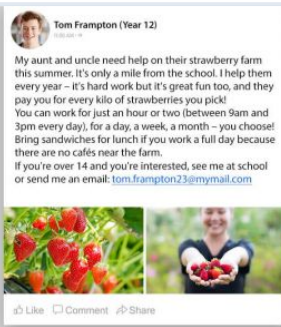 Tom Frampton (Year 12)
My aunt and uncle need help on their strawberry farm
this summer. It's only a mile from the school. I help them
every year – it's hard work but it's great fun too, and they
pay you for every kilo of strawberries you pick!
You can work for just an hour or two (between 9am and
3pm every day), for a day, a week, a month – you choose!
Bring sandwiches for lunch if you work a full day because
there are no cafés near the farm.
If you're over 14 and you're interested, see me at school
or send me an email: tom.frampton23@mymail.com
Like Comment Share